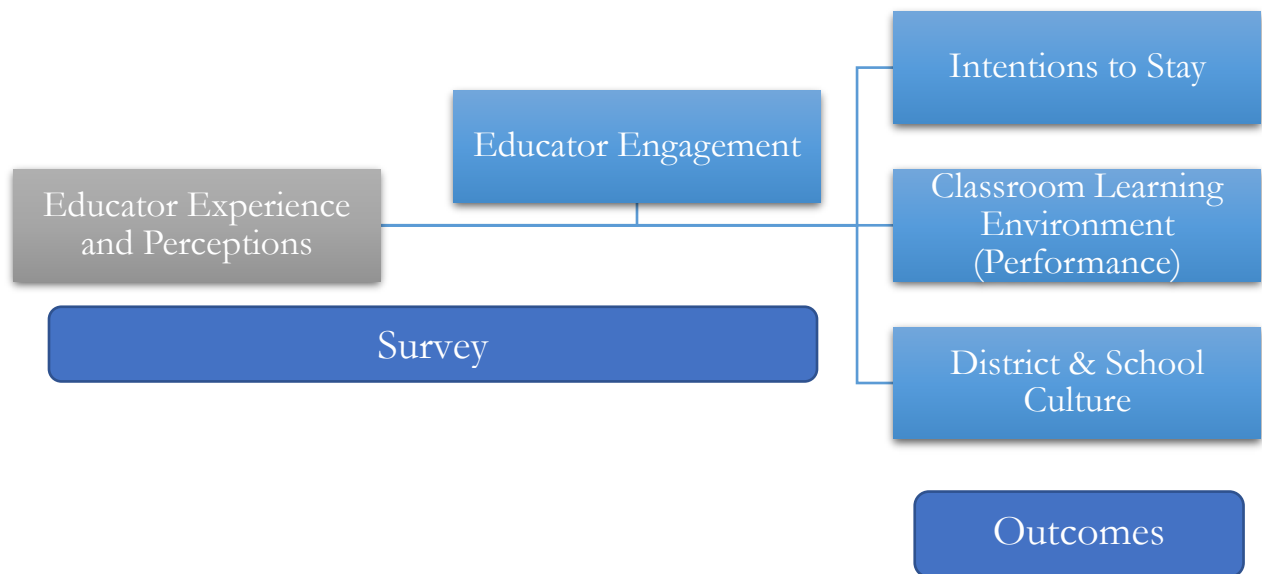 Educator Experience
and Perceptions
Educator Engagement
Intentions to Stay
Classroom Learning
Environment
(Performance)
District & School
Culture
Survey
Outcomes